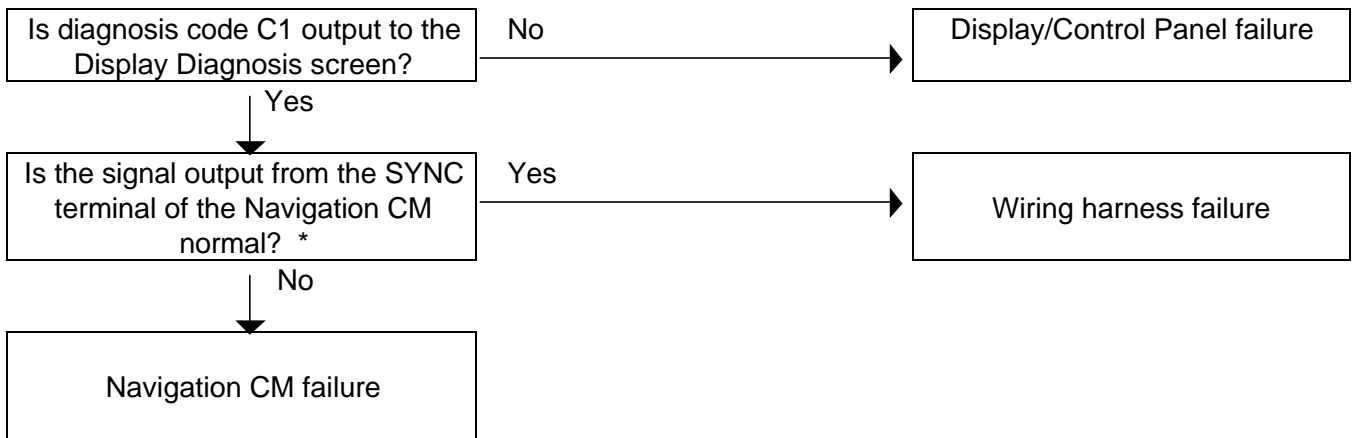 Is diagnosis code C1 output to the
Display Diagnosis screen?
No
Display/Control Panel failure
Yes
Is the signal output from the SYNC
terminal of the Navigation CM
normal? *
Yes
Wiring harness failure
No
Navigation CM failure